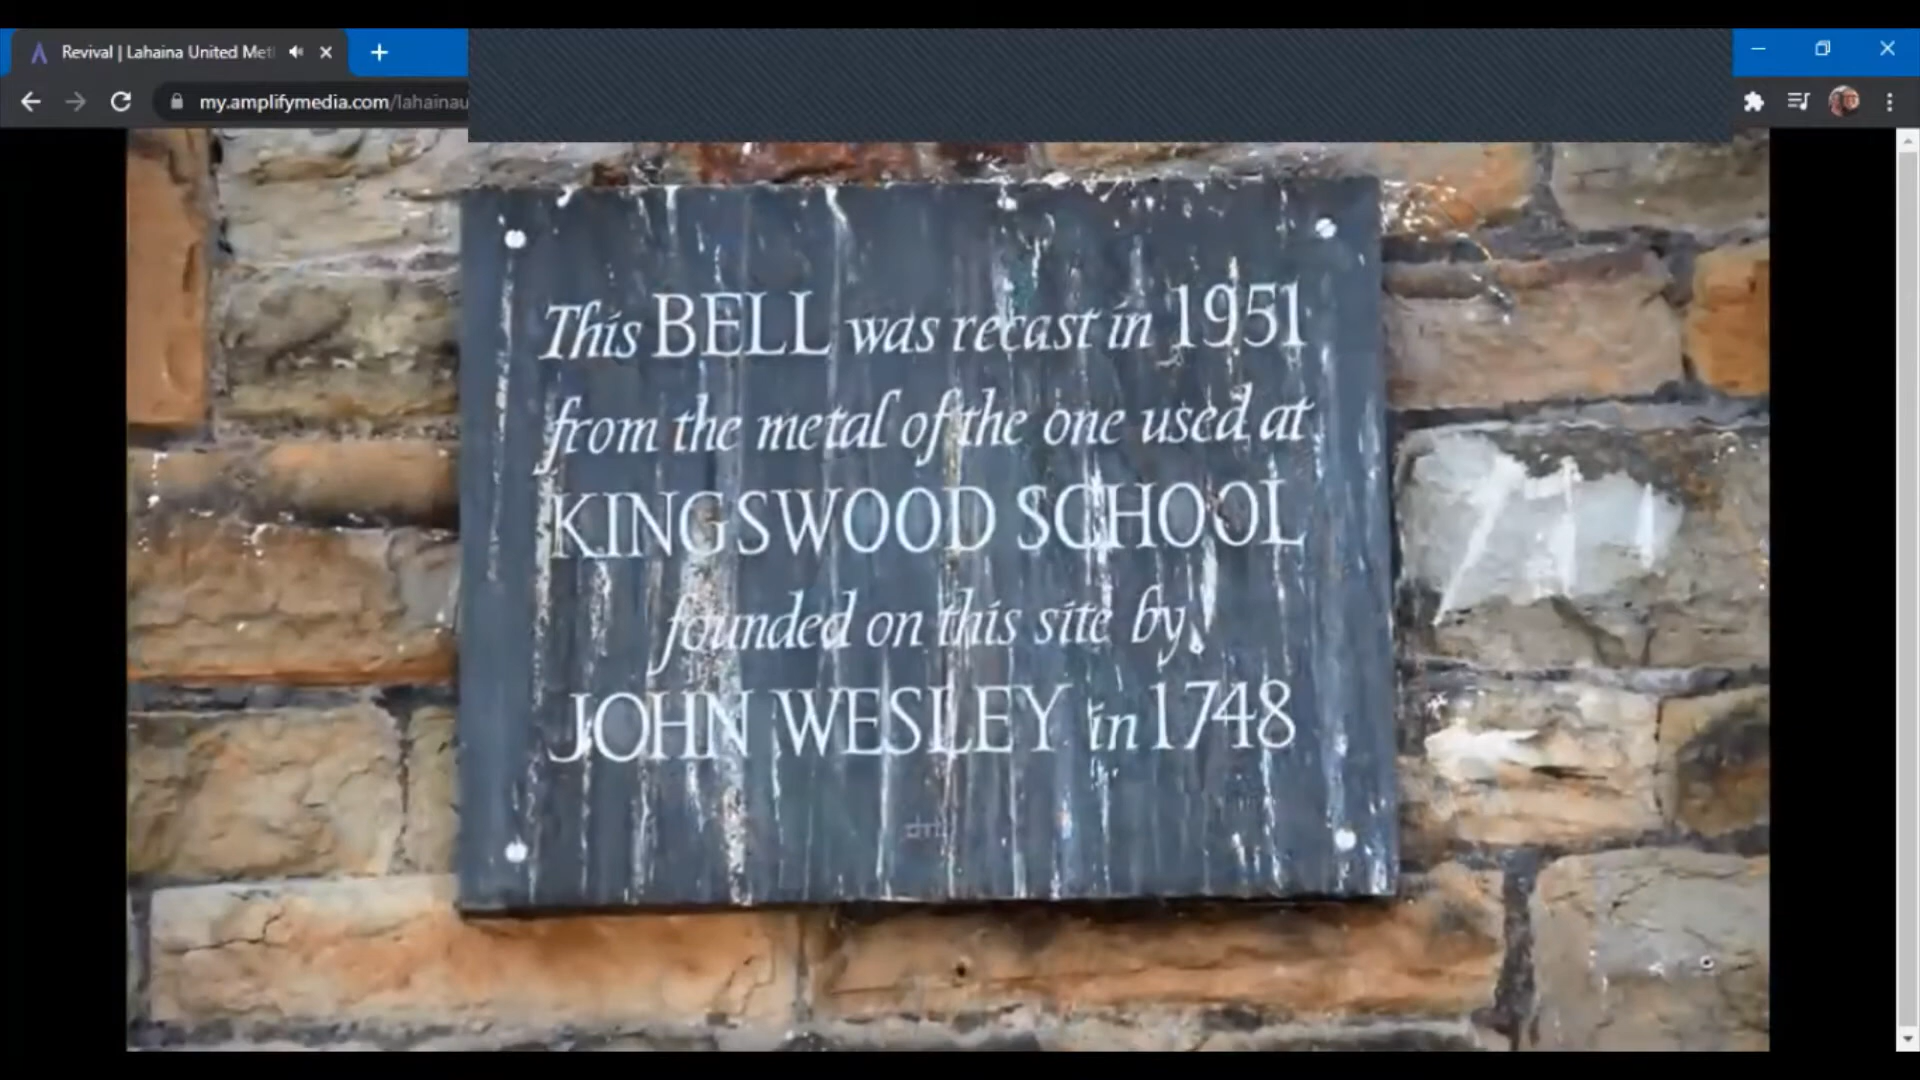 Revival | Lahaina United Met
my.amplifymedia.com/lahainau
This BELL was recast in 1951
from the metal of the one used at
KINGSWOOD SCHOOL
founded on this site by
JOHN WESLEY in 1748